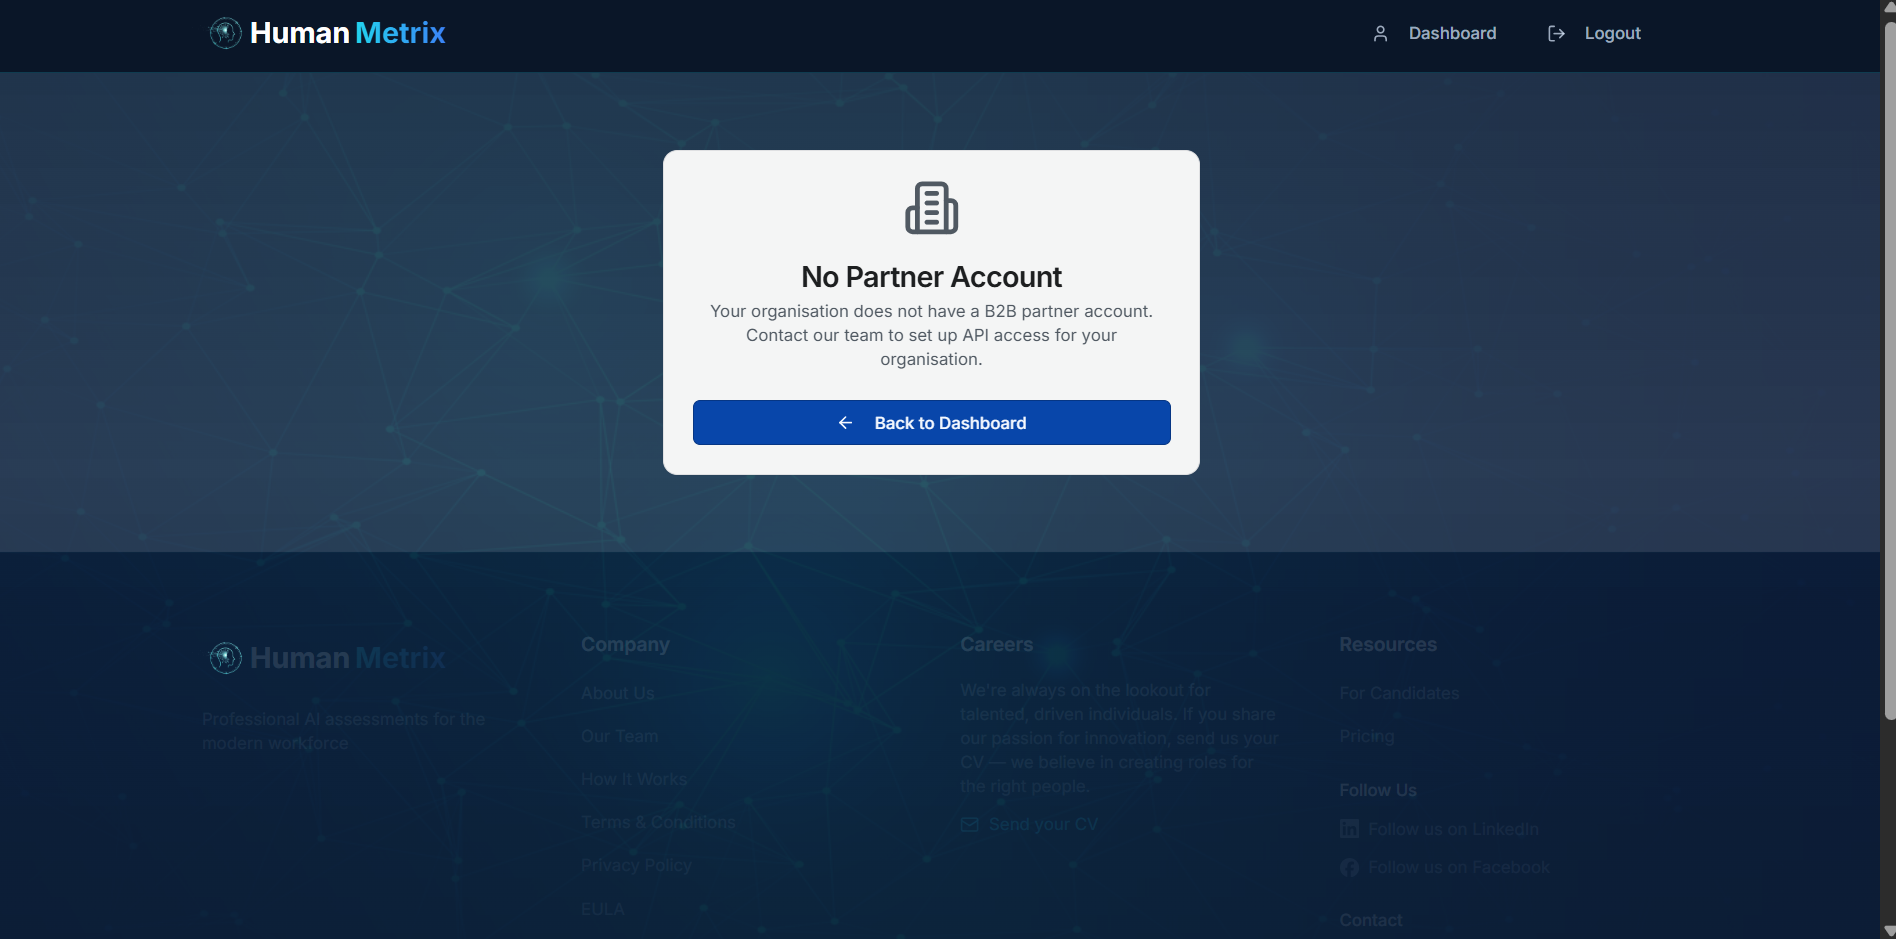 Human Metrix
Dashboard
Logout
No Partner Account
Your organisation does not have a B2B partner account.
Contact our team to set up API access for your
organisation.
Back to Dashboard
Human Metrix
Professional AI assessments for the
modern workforce
Company
About Us
Our Team
How It Works
Terms & Conditions
Privacy Policy
EULA
Careers
We're always on the lookout for
talented, driven individuals. If you share
our passion for innovation, send us your
CV — we believe in creating roles for
the right people.
Send your CV
Resources
For Candidates
Pricing
Follow Us
Follow us on LinkedIn
Follow us on Facebook
Contact